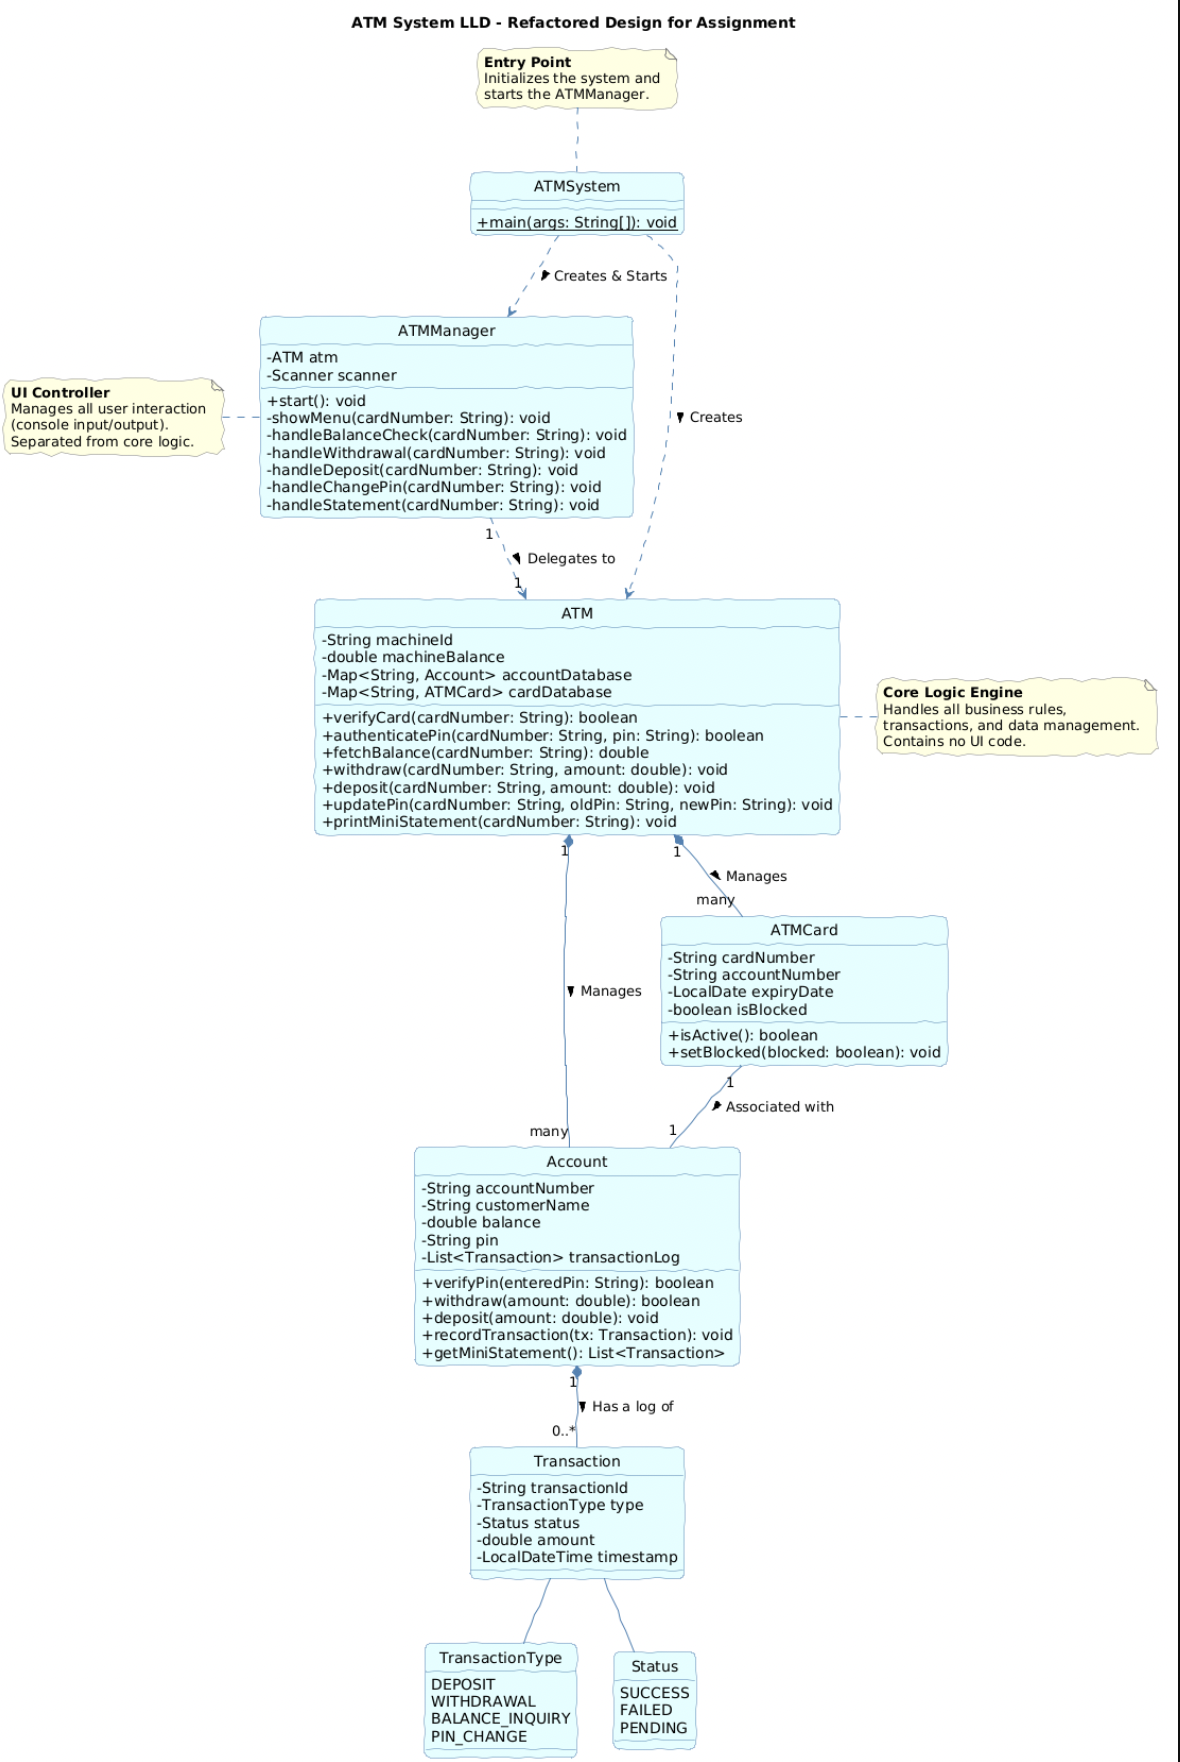 ATM System LLD - Refactored Design for Assignment
Entry Point
Initializes the system and
starts the ATMManager.
ATMSystem
+main(args: String[]): void
Creates & Starts
ATMManager
-ATM atm
-Scanner scanner
+start(): void
-showMenu(cardNumber: String): void
-handleBalanceCheck(cardNumber: String): void
-handleWithdrawal(cardNumber: String): void
-handleDeposit(cardNumber: String): void
-handleChangePin(cardNumber: String): void
-handleStatement(cardNumber: String): void
UI Controller
Manages all user interaction
(console input/output).
Separated from core logic.
Creates
1
Delegates to
1
ATM
-String machineId
-double machineBalance
-Map<String, Account> accountDatabase
-Map<String, ATMCard> cardDatabase
+verifyCard(cardNumber: String): boolean
+authenticatePin(cardNumber: String, pin: String): boolean
+fetchBalance(cardNumber: String): double
+withdraw(cardNumber: String, amount: double): void
+deposit(cardNumber: String, amount: double): void
+updatePin(cardNumber: String, oldPin: String, newPin: String): void
+printMiniStatement(cardNumber: String): void
Core Logic Engine
Handles all business rules,
transactions, and data management.
Contains no UI code.
1
1
Manages
many
ATMCard
-String cardNumber
-String accountNumber
-LocalDate expiryDate
-boolean isBlocked
+isActive(): boolean
+setBlocked(blocked: boolean): void
Manages
1
Associated with
many
1
Account
-String accountNumber
-String customerName
-double balance
-String pin
-List<Transaction> transactionLog
+verifyPin(enteredPin: String): boolean
+withdraw(amount: double): boolean
+deposit(amount: double): void
+recordTransaction(tx: Transaction): void
+getMiniStatement(): List<Transaction>
1
Has a log of
0..*
Transaction
-String transactionId
-TransactionType type
-Status status
-double amount
-LocalDateTime timestamp
TransactionType
DEPOSIT
WITHDRAWAL
BALANCE_INQUIRY
PIN_CHANGE
Status
SUCCESS
FAILED
PENDING